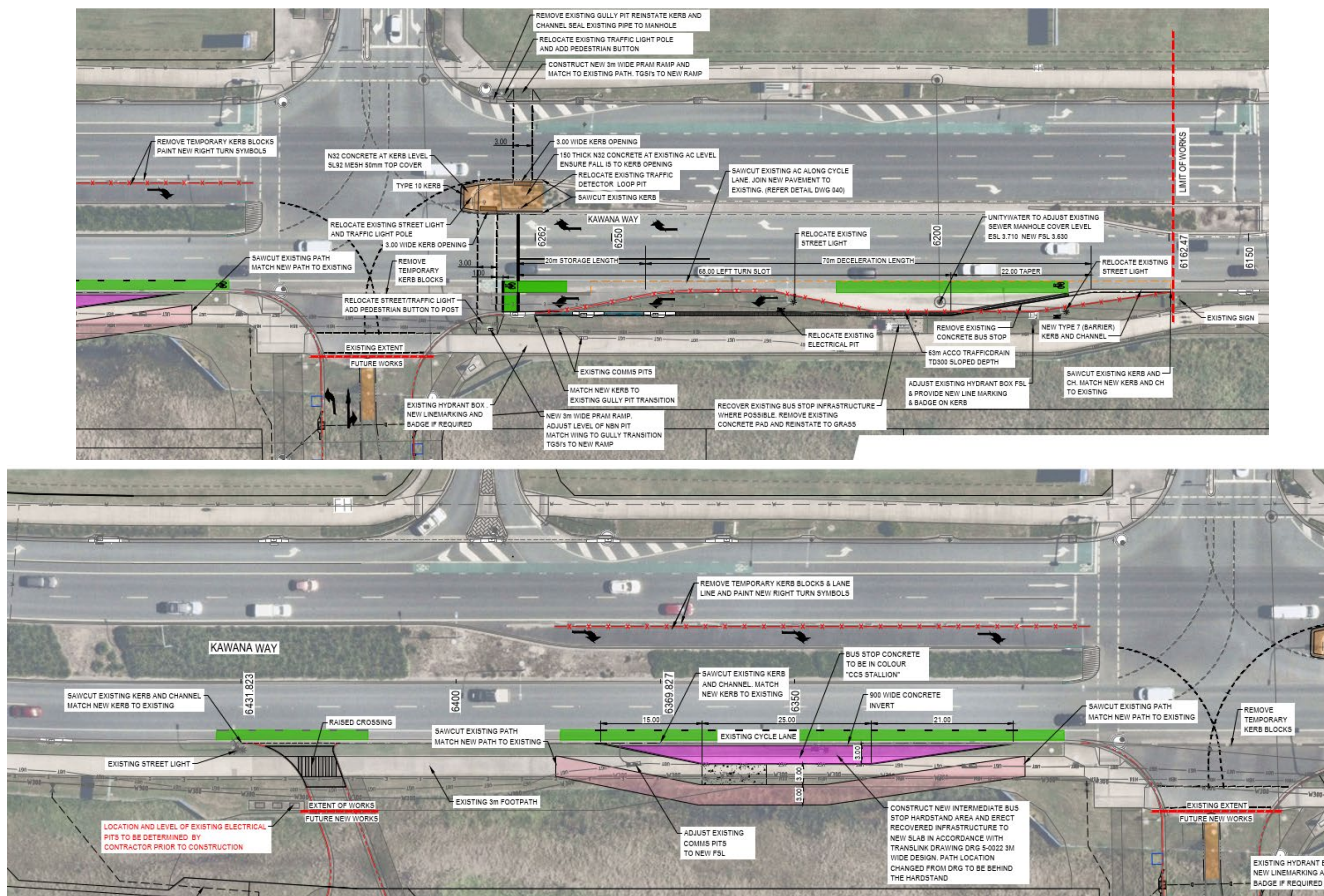 REMOVE EXISTING GULLY PIT REINSTATE KERB AND
CHANNEL SEAL EXISTING PIPE TO MANHOLE
RELOCATE EXISTING TRAFFIC LIGHT POLE
AND ADD PEDESTRIAN BUTTON
CONSTRUCT NEW 3m WIDE PRAM RAMP AND
MATCH TO EXISTING PATH. TGSI's TO NEW RAMP
REMOVE TEMPORARY KERB BLOCKS
PAINT NEW RIGHT TURN SYMBOLS
3.00
3.00 WIDE KERB OPENING
N32 CONCRETE AT KERB LEVEL
SL92 MESH 50mm TOP COVER
150 THICK N32 CONCRETE AT EXISTING AC LEVEL
ENSURE FALL IS TO KERB OPENING
RELOCATE EXISTING TRAFFIC
DETECTOR LOOP PIT
TYPE 10 KERB
SAWCUT EXISTING KERB
SAWCUT EXISTING AC ALONG CYCLE
LANE. JOIN NEW PAVEMENT TO
EXISTING. (REFER DETAIL DWG 040)
LIMIT OF WORKS
RELOCATE EXISTING STREET LIGHT
AND TRAFFIC LIGHT POLE
KAWANA WAY
6262
6250
6200
6162.47
6150
3.00 WIDE KERB OPENING
RELOCATE EXISTING
STREET LIGHT
UNITYWATER TO ADJUST EXISTING
SEWER MANHOLE COVER LEVEL
ESL 3.710 NEW FSL 3.630
SAWCUT EXISTING PATH
MATCH NEW PATH TO EXISTING
REMOVE
TEMPORARY
KERB BLOCKS
3.00
20m STORAGE LENGTH
70m DECELERATION LENGTH
68.00 LEFT TURN SLOT
22.00 TAPER
RELOCATE EXISTING
STREET LIGHT
RELOCATE STREET/TRAFFIC LIGHT
ADD PEDESTRIAN BUTTON TO POST
EXISTING SIGN
RELOCATE EXISTING
ELECTRICAL PIT
REMOVE EXISTING
CONCRETE BUS STOP
NEW TYPE 7 (BARRIER)
KERB AND CHANNEL
EXISTING EXTENT
FUTURE WORKS
EXISTING COMMS PITS
63m ACCO TRAFFICDRAIN
TD300 SLOPED DEPTH
SAWCUT EXISTING KERB AND
CH. MATCH NEW KERB AND CH
TO EXISTING
MATCH NEW KERB TO
EXISTING GULLY PIT TRANSITION
ADJUST EXISTING HYDRANT BOX FSL
& PROVIDE NEW LINE MARKING
& BADGE ON KERB
EXISTING HYDRANT BOX .
NEW LINEMARKING AND
BADGE IF REQUIRED
NEW 3m WIDE PRAM RAMP.
ADJUST LEVEL OF NBN PIT
MATCH WING TO GULLY TRANSITION
TGSI's TO NEW RAMP
RECOVER EXISTING BUS STOP INFRASTRUCTURE
WHERE POSSIBLE. REMOVE EXISTING
CONCRETE PAD AND REINSTATE TO GRASS
REMOVE TEMPORARY KERB BLOCKS & LANE
LINE AND PAINT NEW RIGHT TURN SYMBOLS
KAWANA WAY
BUS STOP CONCRETE
TO BE IN COLOUR
"CCS STALLION"
SAWCUT EXISTING KERB
AND CHANNEL. MATCH
NEW KERB TO EXISTING
6431.823
6400
6369.827
6350
SAWCUT EXISTING KERB AND CHANNEL
MATCH NEW KERB TO EXISTING
900 WIDE CONCRETE
INVERT
SAWCUT EXISTING PATH
MATCH NEW PATH TO EXISTING
REMOVE
TEMPORARY
KERB BLOCKS
RAISED CROSSING
15.00
25.00
21.00
SAWCUT EXISTING PATH
MATCH NEW PATH TO EXISTING
EXISTING CYCLE LANE
3.00
EXISTING STREET LIGHT
3.00
3.00
EXISTING 3m FOOTPATH
EXTENT OF WORKS
FUTURE NEW WORKS
EXISTING EXTENT
FUTURE NEW WORKS
LOCATION AND LEVEL OF EXISTING ELECTRICAL
PITS TO BE DETERMINED BY
CONTRACTOR PRIOR TO CONSTRUCTION
ADJUST EXISTING
COMMS PITS
TO NEW FSL
CONSTRUCT NEW INTERMEDIATE BUS
STOP HARDSTAND AREA AND ERECT
RECOVERED INFRASTRUCTURE TO
NEW SLAB IN ACCORDANCE WITH
TRANSLINK DRAWING DRG 5-0022 3M
WIDE DESIGN. PATH LOCATION
CHANGED FROM DRG TO BE BEHIND
THE HARDSTAND
EXISTING HYDRANT B
NEW LINEMARKING A
BADGE IF REQUIRED